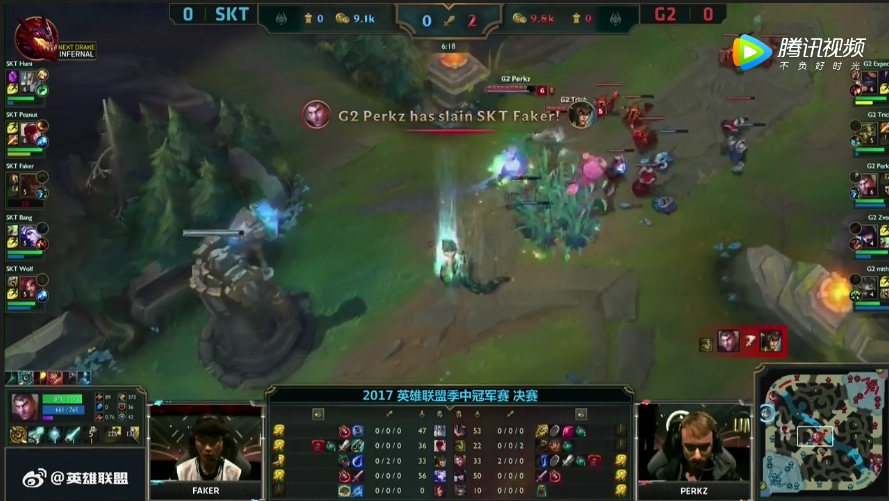 0 SKT 0 9.1k 0 2 9.8k 0 G2 0
6:18
NEXT DRAKE
INFERNAL
腾讯视频
不负好时光
SKT Huni
SKT Peanut
SKT Faker
SKT Bang
SKT Wolf
G2 Perkz
6
G2 Trick
G2 Perkz has slain SKT Faker!
G2 Expect
G2 Trick
G2 Perkz
G2 Zven
G2 mithy
2017 英雄联盟季中冠军赛 决赛
0/0/0 47 53 0/0/0
0/0/0 36 22 0/0/2
0/2/0 33 33 2/0/0
0/0/0 56 50 0/0/0
0/0/0 0 10 0/0/0
@英雄联盟
FAKER
PERKZ